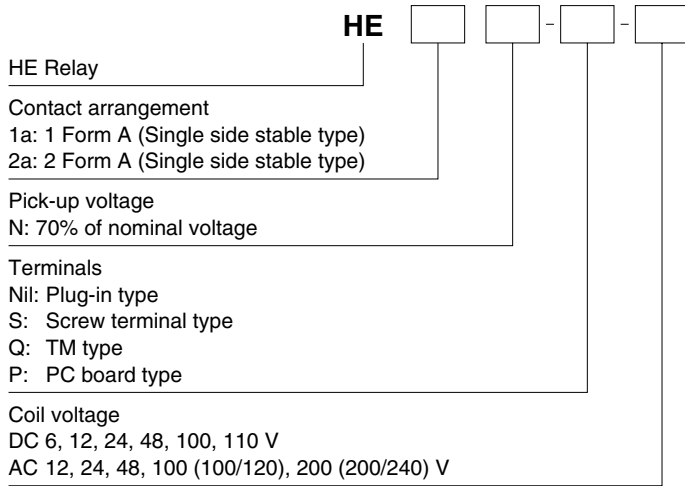 HE - -
HE Relay
Contact arrangement
1a: 1 Form A (Single side stable type)
2a: 2 Form A (Single side stable type)
Pick-up voltage
N: 70% of nominal voltage
Terminals
Nil: Plug-in type
S: Screw terminal type
Q: TM type
P: PC board type
Coil voltage
DC 6, 12, 24, 48, 100, 110 V
AC 12, 24, 48, 100 (100/120), 200 (200/240) V